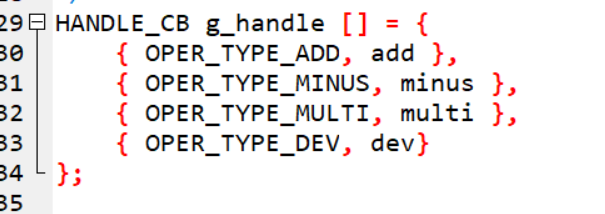 29 HANDLE_CB g_handle [] = {
30 { OPER_TYPE_ADD, add },
31 { OPER_TYPE_MINUS, minus },
32 { OPER_TYPE_MULTI, multi },
33 { OPER_TYPE_DEV, dev}
34 };
35